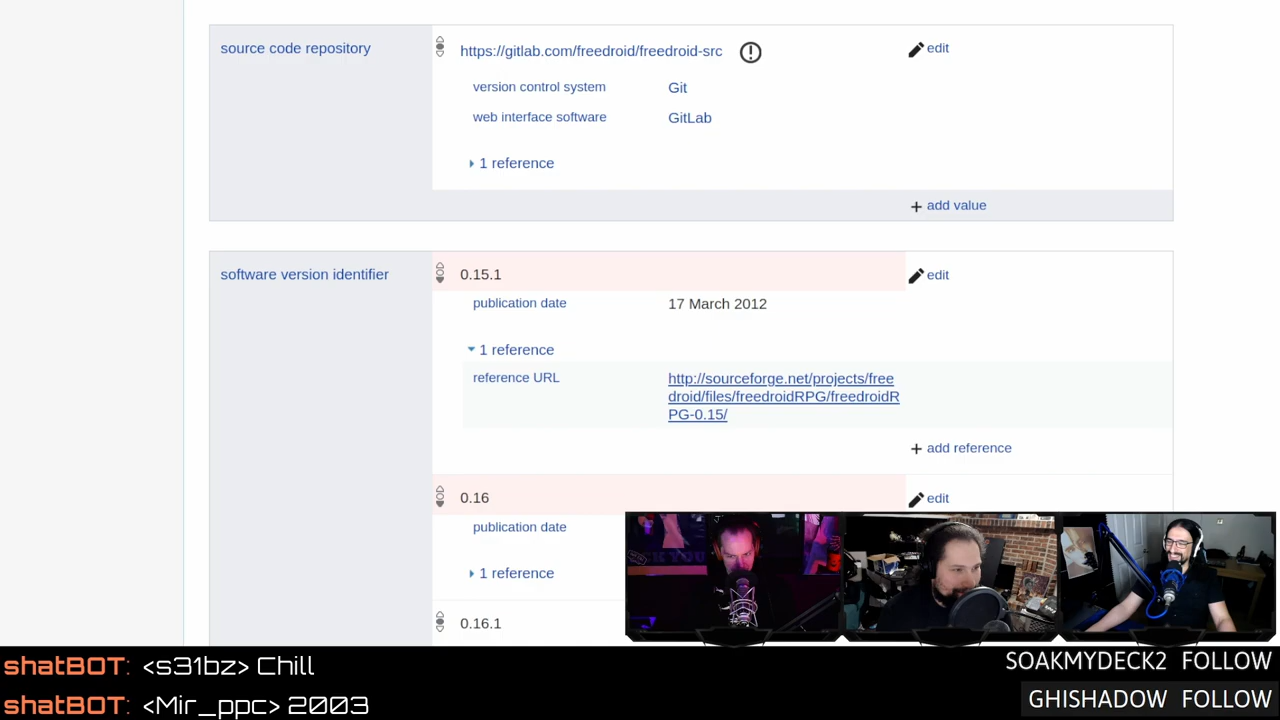 source code repository
https://gitlab.com/freedroid/freedroid-src
edit
version control system Git
web interface software GitLab
1 reference
+ add value
software version identifier
0.15.1
edit
publication date 17 March 2012
1 reference
reference URL
http://sourceforge.net/projects/free
droid/files/freedroidRPG/freedroidR
PG-0.15/
+ add reference
0.16
edit
publication date
1 reference
0.16.1
shatBOT: <s31bz> Chill
shatBOT: <Mir_ppc> 2003
SOAKMYDECK2 FOLLOW
GHISHADOW FOLLOW